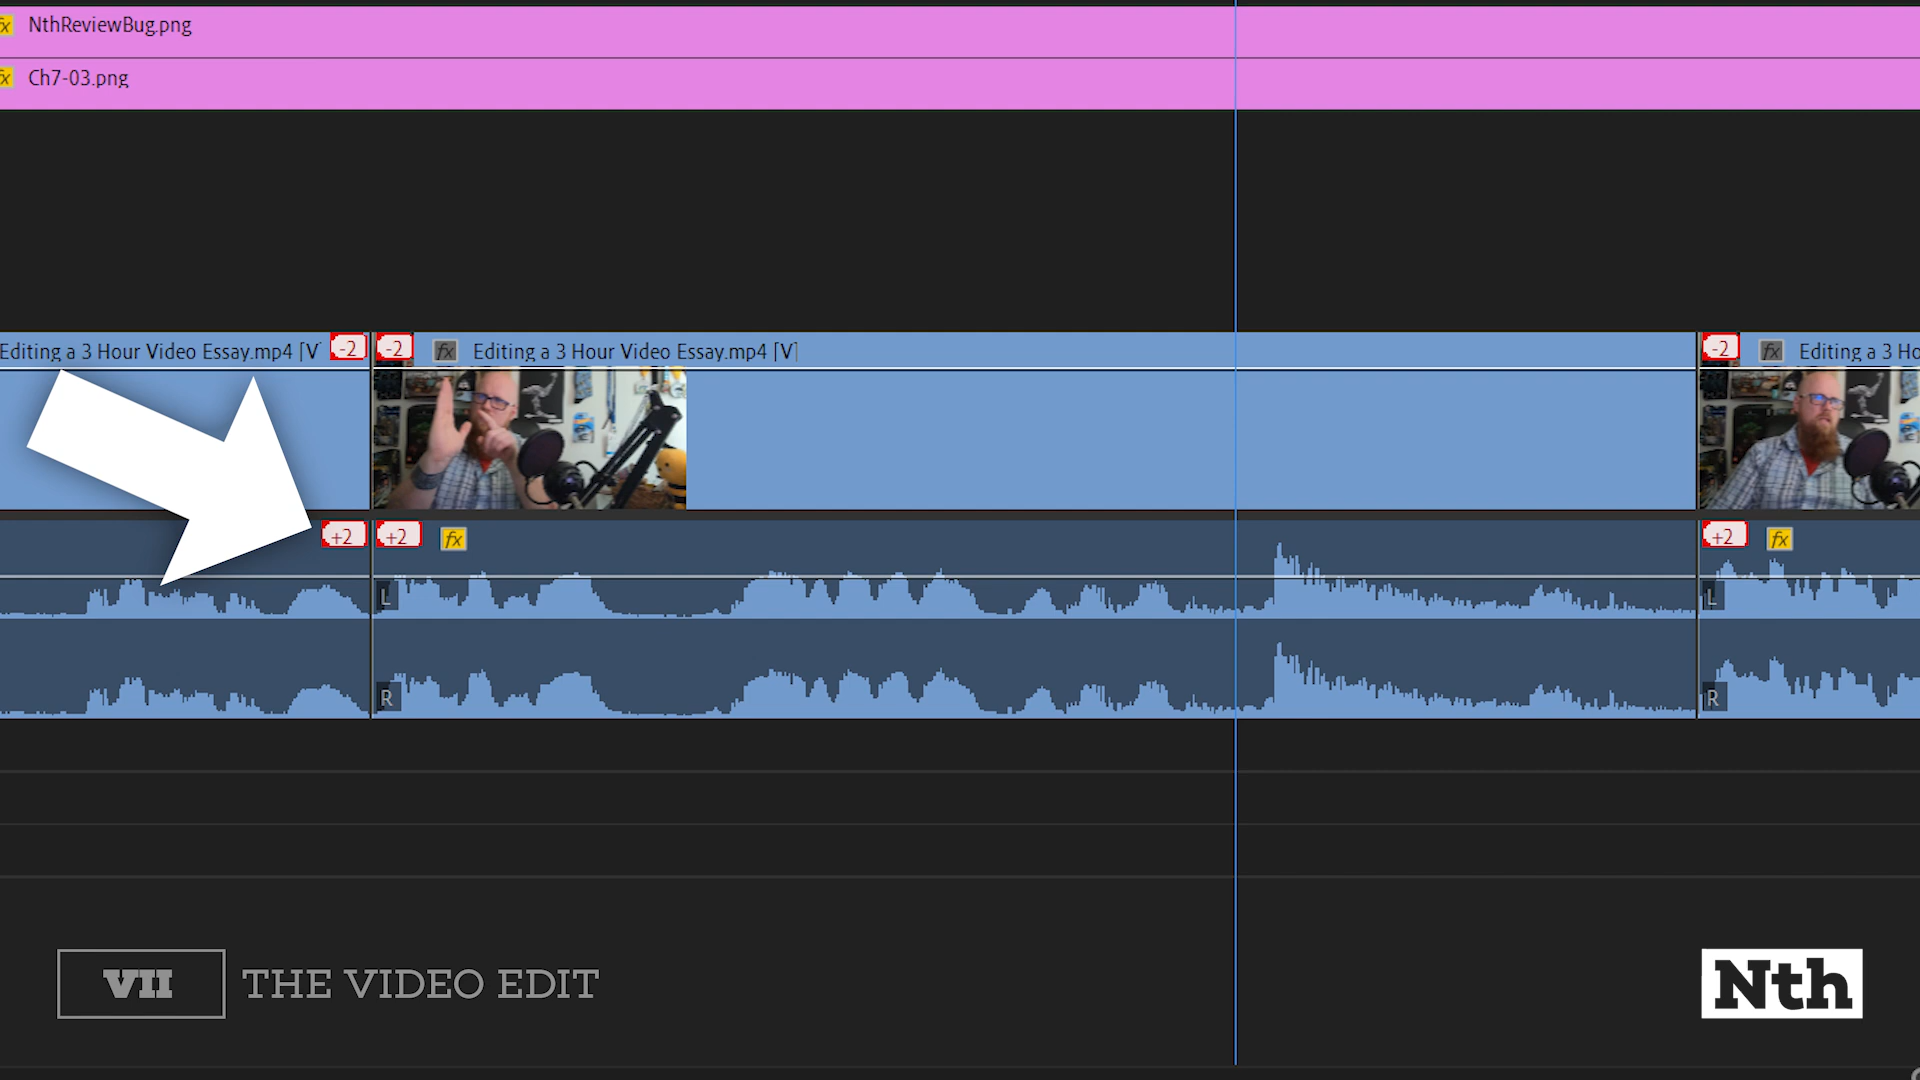 fx NthReviewBug.png
fx Ch7-03.png
Editing a 3 Hour Video Essay.mp4 [V] -2
-2 fx Editing a 3 Hour Video Essay.mp4 [V]
-2 fx Editing a 3 Ho
+2
+2 fx
+2 fx
L
L
R
R
VII THE VIDEO EDIT
Nth